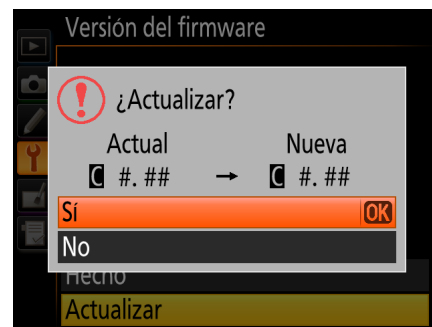 Versión del firmware
¿Actualizar?
Actual Nueva
C #. ## → C #. ##
Sí OK
No
Hecho
Actualizar